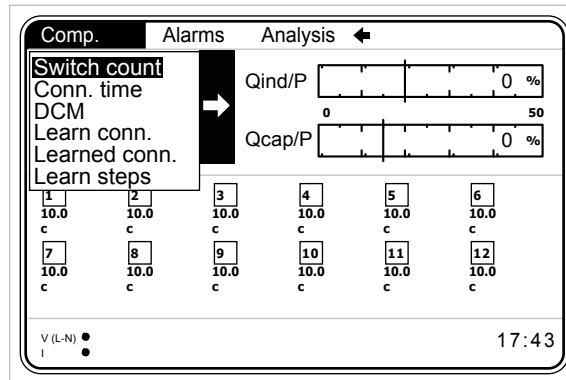 Comp. Alarms Analysis
Switch count
Conn. time
DCM
Learn conn.
Learned conn.
Learn steps
Qind/P 0 %
0 50
Qcap/P 0 %
1 2 3 4 5 6
10.0 10.0 10.0 10.0 10.0 10.0
c c c c c c
7 8 9 10 11 12
10.0 10.0 10.0 10.0 10.0 10.0
c c c c c c
V (L-N)
I
17:43